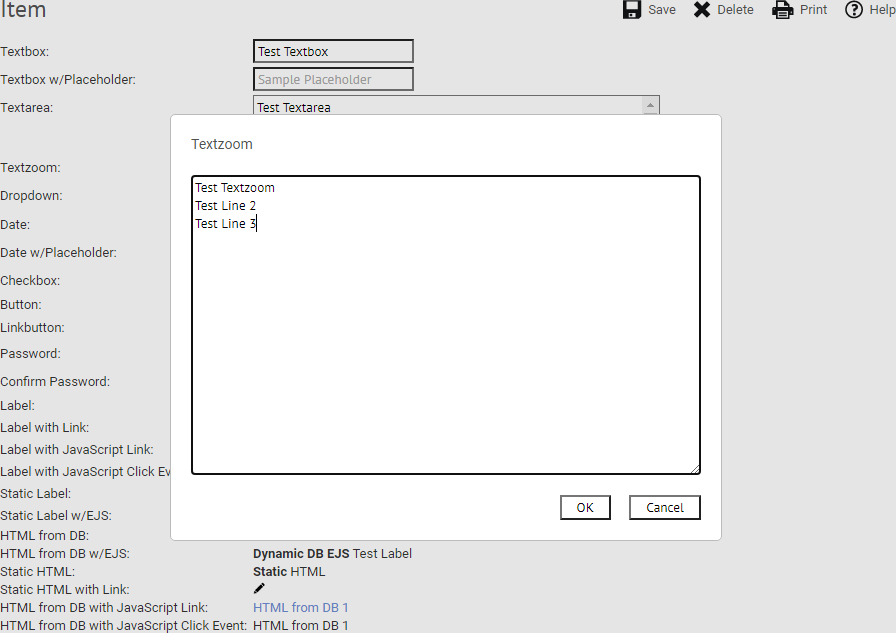 Item Save Delete Print Help
Textbox: Test Textbox
Textbox w/Placeholder: Sample Placeholder
Textarea: Test Textarea
Textzoom
Test Textzoom
Test Line 2
Test Line 3
OK Cancel
Textzoom:
Dropdown:
Date:
Date w/Placeholder:
Checkbox:
Button:
Linkbutton:
Password:
Confirm Password:
Label:
Label with Link:
Label with JavaScript Link:
Label with JavaScript Click Ev
Static Label:
Static Label w/EJS:
HTML from DB:
HTML from DB w/EJS: Dynamic DB EJS Test Label
Static HTML: Static HTML
Static HTML with Link:
HTML from DB with JavaScript Link: HTML from DB 1
HTML from DB with JavaScript Click Event: HTML from DB 1